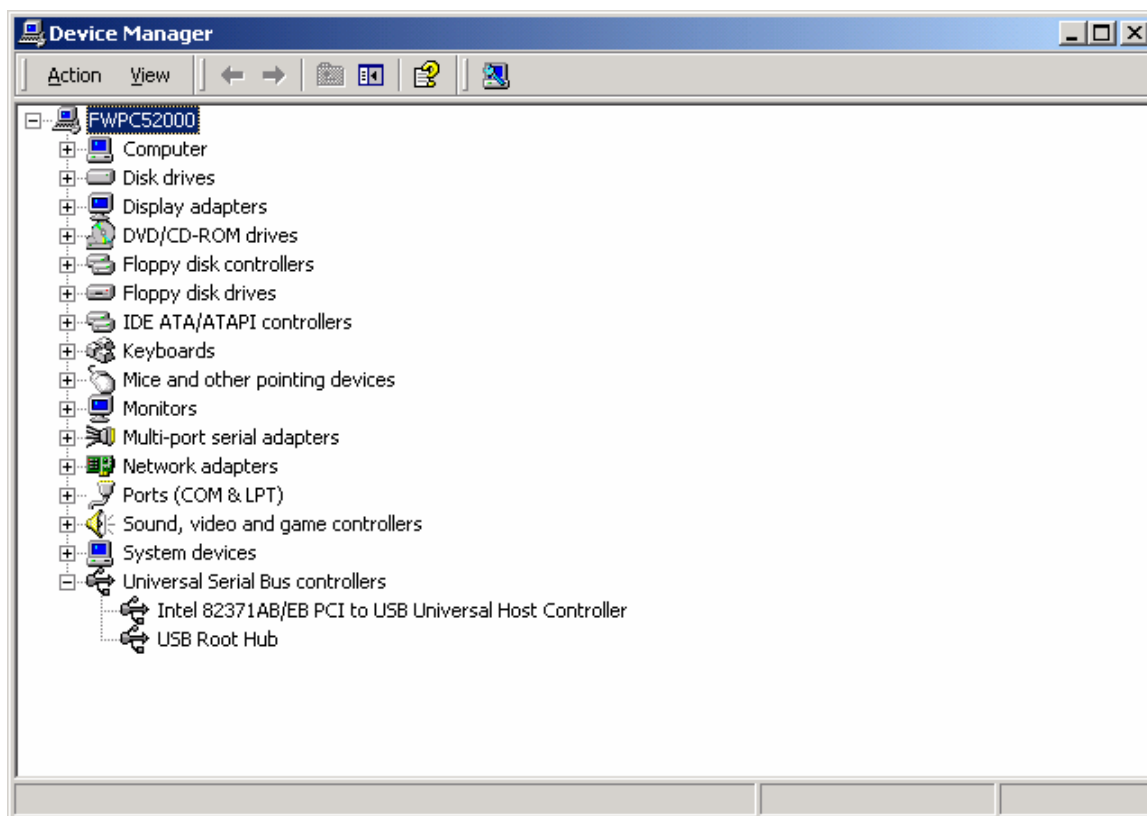 Device Manager
Action View
FWPC52000
Computer
Disk drives
Display adapters
DVD/CD-ROM drives
Floppy disk controllers
Floppy disk drives
IDE ATA/ATAPI controllers
Keyboards
Mice and other pointing devices
Monitors
Multi-port serial adapters
Network adapters
Ports (COM & LPT)
Sound, video and game controllers
System devices
Universal Serial Bus controllers
Intel 82371AB/EB PCI to USB Universal Host Controller
USB Root Hub